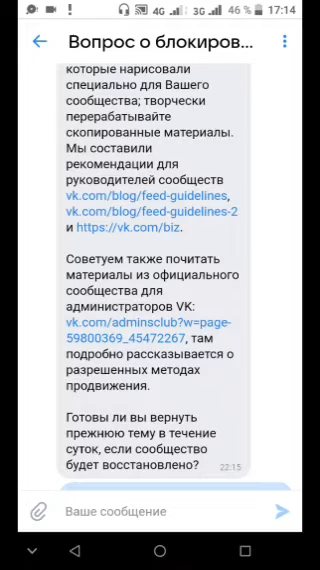 4G 3G 46 % 17:14
Вопрос о блокиров...
которые нарисовали
специально для Вашего
сообщества; творчески
перерабатывайте
скопированные материалы.
Мы составили
рекомендации для
руководителей сообществ
vk.com/blog/feed-guidelines,
vk.com/blog/feed-guidelines-2
и https://vk.com/biz.
Советуем также почитать
материалы из официального
сообщества для
администраторов VK:
vk.com/adminsclub?w=page-
59800369_45472267, там
подробно рассказывается о
разрешенных методах
продвижения.
Готовы ли вы вернуть
прежнюю тему в течение
суток, если сообщество
будет восстановлено?
22:15
Ваше сообщение